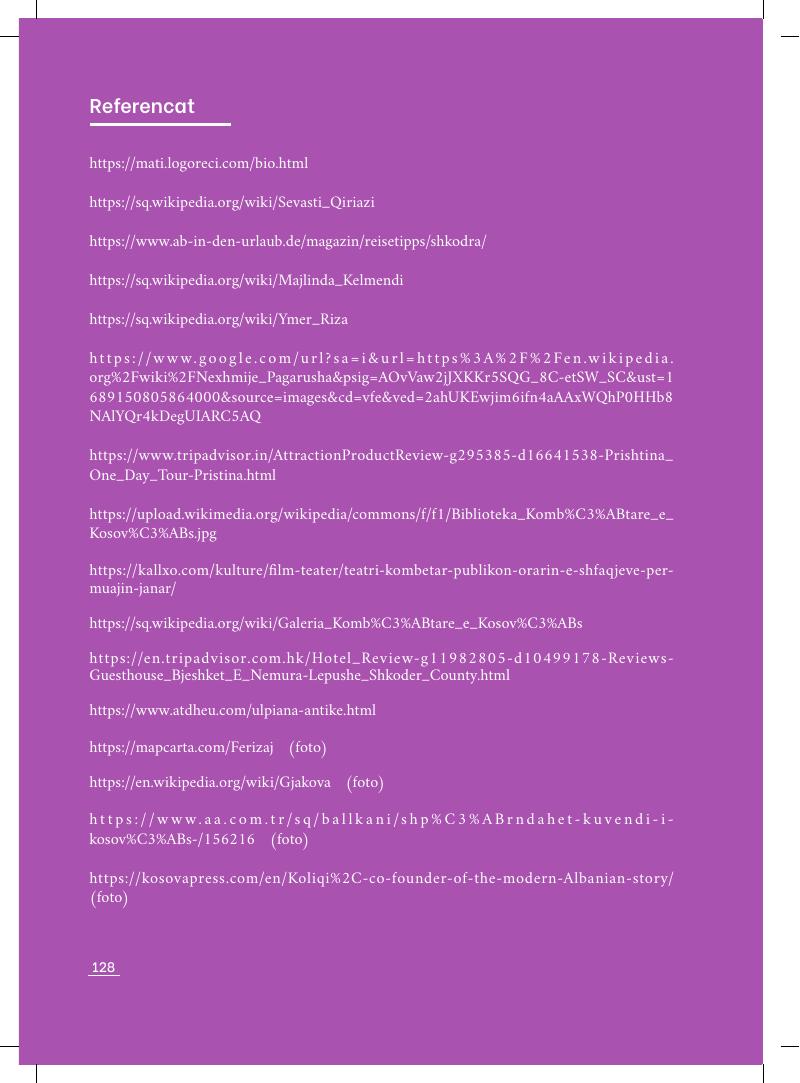 Referencat
https://mati.logoreci.com/bio.html
https://sq.wikipedia.org/wiki/Sevasti_Qiriazi
https://www.ab-in-den-urlaub.de/magazin/reisetipps/shkodra/
https://sq.wikipedia.org/wiki/Majlinda_Kelmendi
https://sq.wikipedia.org/wiki/Ymer_Riza
https://www.google.com/url?sa=i&url=https%3A%2F%2Fen.wikipedia.
org%2Fwiki%2FNexhmije_Pagarusha&psig=AOvVaw2jJXKKr5SQG_8C-etSW_SC&ust=1
689150805864000&source=images&cd=vfe&ved=2ahUKEwjim6ifn4aAAxWQhP0HHb8
NAlYQr4kDegUIARC5AQ
https://www.tripadvisor.in/AttractionProductReview-g295385-d16641538-Prishtina_
One_Day_Tour-Pristina.html
https://upload.wikimedia.org/wikipedia/commons/f/f1/Biblioteka_Komb%C3%ABtare_e_
Kosov%C3%ABs.jpg
https://kallxo.com/kulture/film-teater/teatri-kombetar-publikon-orarin-e-shfaqjeve-per-
muajin-janar/
https://sq.wikipedia.org/wiki/Galeria_Komb%C3%ABtare_e_Kosov%C3%ABs
https://en.tripadvisor.com.hk/Hotel_Review-g11982805-d10499178-Reviews-
Guesthouse_Bjeshket_E_Nemura-Lepushe_Shkoder_County.html
https://www.atdheu.com/ulpiana-antike.html
https://mapcarta.com/Ferizaj (foto)
https://en.wikipedia.org/wiki/Gjakova (foto)
https://www.aa.com.tr/sq/ballkani/shp%C3%ABrndahet-kuvendi-i-
kosov%C3%ABs-/156216 (foto)
https://kosovapress.com/en/Koliqi%2C-co-founder-of-the-modern-Albanian-story/
(foto)
128